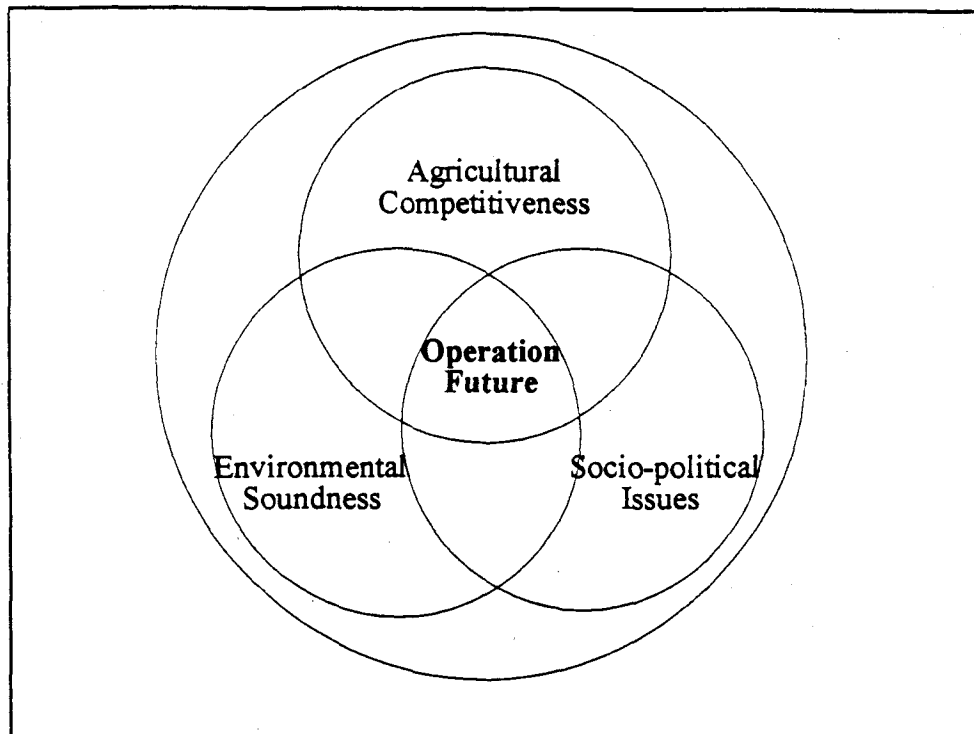 Agricultural
Competitiveness
Operation
Future
Environmental
Soundness
Socio-political
Issues